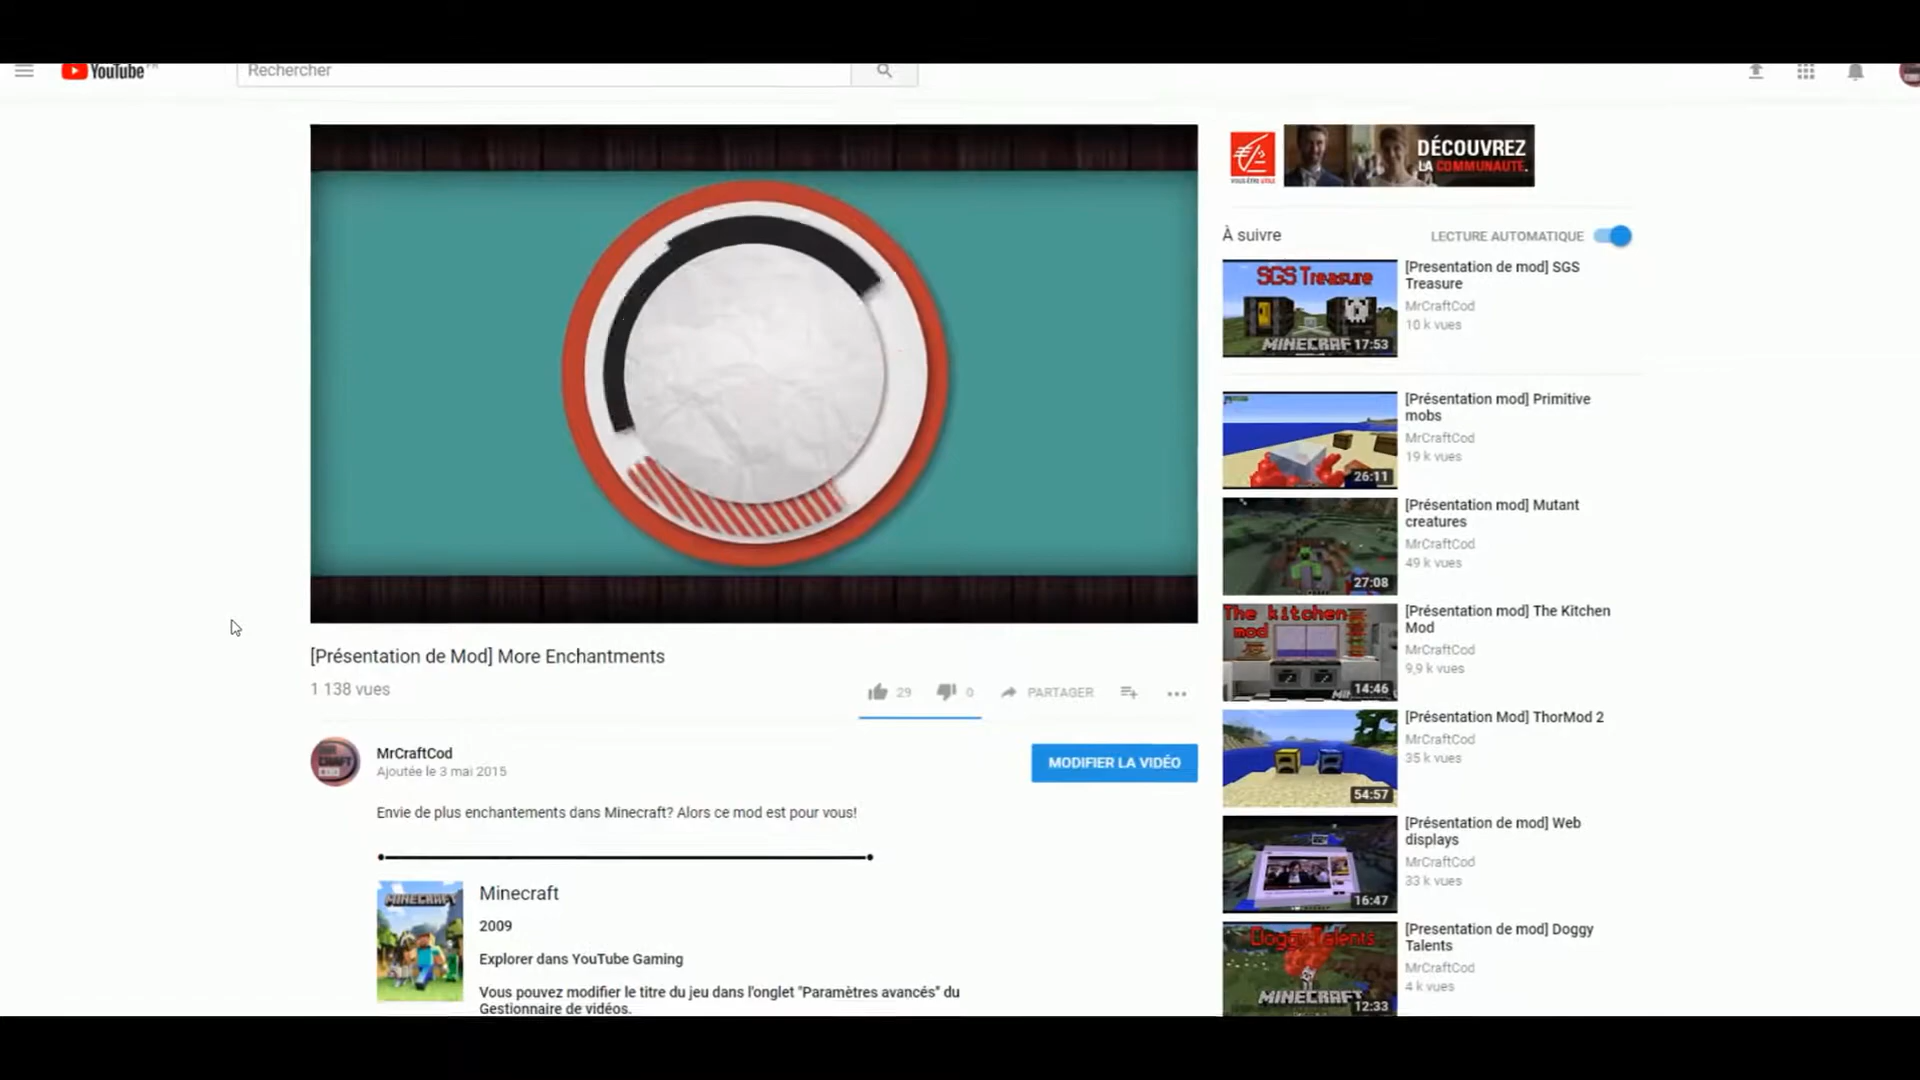 YouTube
Rechercher
DÉCOUVREZ
LA COMMUNAUTÉ.
VOUS ÊTRE UTILE
À suivre
LECTURE AUTOMATIQUE
SGS Treasure
MINECRAFT
17:53
[Presentation de mod] SGS
Treasure
MrCraftCod
10 k vues
26:11
[Présentation mod] Primitive
mobs
MrCraftCod
19 k vues
27:08
[Présentation mod] Mutant
creatures
MrCraftCod
49 k vues
The kitchen
mod
14:46
[Présentation mod] The Kitchen
Mod
MrCraftCod
9,9 k vues
54:57
[Présentation Mod] ThorMod 2
MrCraftCod
35 k vues
16:47
[Présentation de mod] Web
displays
MrCraftCod
33 k vues
Doggy Talents
MINECRAFT
12:33
[Presentation de mod] Doggy
Talents
MrCraftCod
4 k vues
[Présentation de Mod] More Enchantments
1 138 vues
29
0
PARTAGER
MrCraftCod
Ajoutée le 3 mai 2015
MODIFIER LA VIDÉO
Envie de plus enchantements dans Minecraft? Alors ce mod est pour vous!
MINECRAFT
Minecraft
2009
Explorer dans YouTube Gaming
Vous pouvez modifier le titre du jeu dans l'onglet "Paramètres avancés" du
Gestionnaire de vidéos.